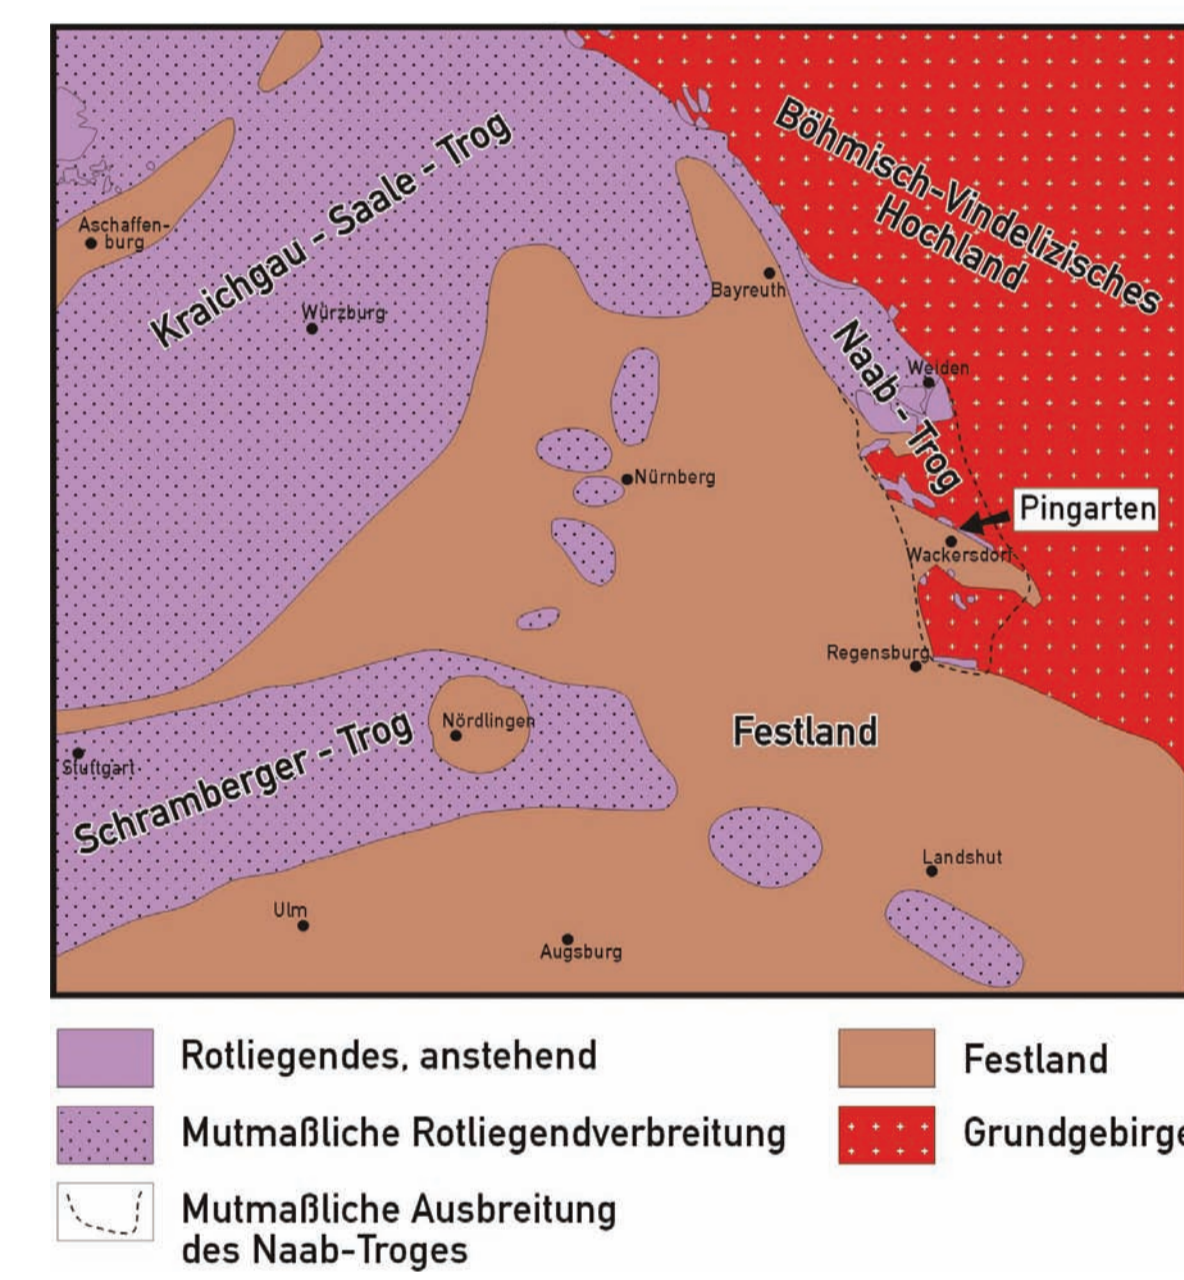 Böhmisch-Vindelizisches
Hochland
Kraichgau - Saale - Trog
Aschaffen-
burg
Würzburg
Bayreuth
Naab - Trog
Weiden
Nürnberg
Pingarten
Wackersdorf
Regensburg
Festland
Nördlingen
Schramberger - Trog
Stuttgart
Landshut
Ulm
Augsburg
Rotliegendes, anstehend
Festland
Mutmaßliche Rotliegendverbreitung
Grundgebirge
Mutmaßliche Ausbreitung
des Naab-Troges